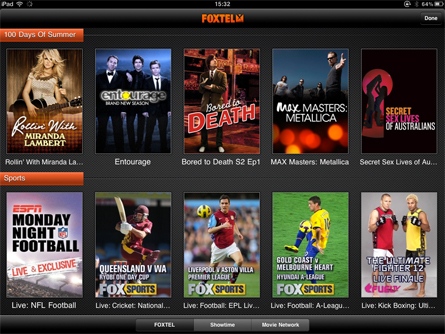 iPad
15:32
64%
FOXTEL
Done
100 Days Of Summer
Rollin' With
MIRANDA
LAMBERT
entourage
BRAND NEW SEASON
Bored to
DEATH
Max MASTERS:
METALLICA
SECRET
SEX LIVES
OF AUSTRALIANS
Rollin' With Miranda La...
Entourage
Bored to Death S2 Ep1
MAX Masters: Metallica
Secret Sex Lives of Au...
Sports
ESPN
MONDAY
NIGHT
NFL
FOOTBALL
LIVE & EXCLUSIVE
QUEENSLAND V WA
RYOBI ONE DAY CUP
FOX SPORTS
LIVERPOOL V ASTON VILLA
PREMIER LEAGUE
FOX SPORTS
GOLD COAST V
MELBOURNE HEART
HYUNDAI A-LEAGUE
FOX SPORTS
THE ULTIMATE
FIGHTER 12
LIVE FINALE
FUEL
Live: NFL Football
Live: Cricket: National...
Live: Football: EPL Liv...
Live: Football: A-Leagu...
Live: Kick Boxing: Ulti...
FOXTEL
Showtime
Movie Network